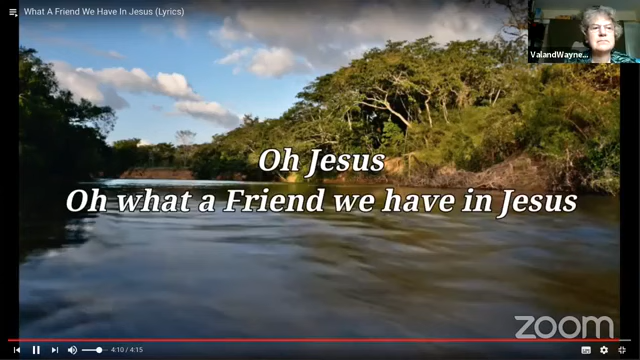 What A Friend We Have In Jesus (Lyrics)
ValandWayne...
Oh Jesus
Oh what a Friend we have in Jesus
zoom
4:10 / 4:15